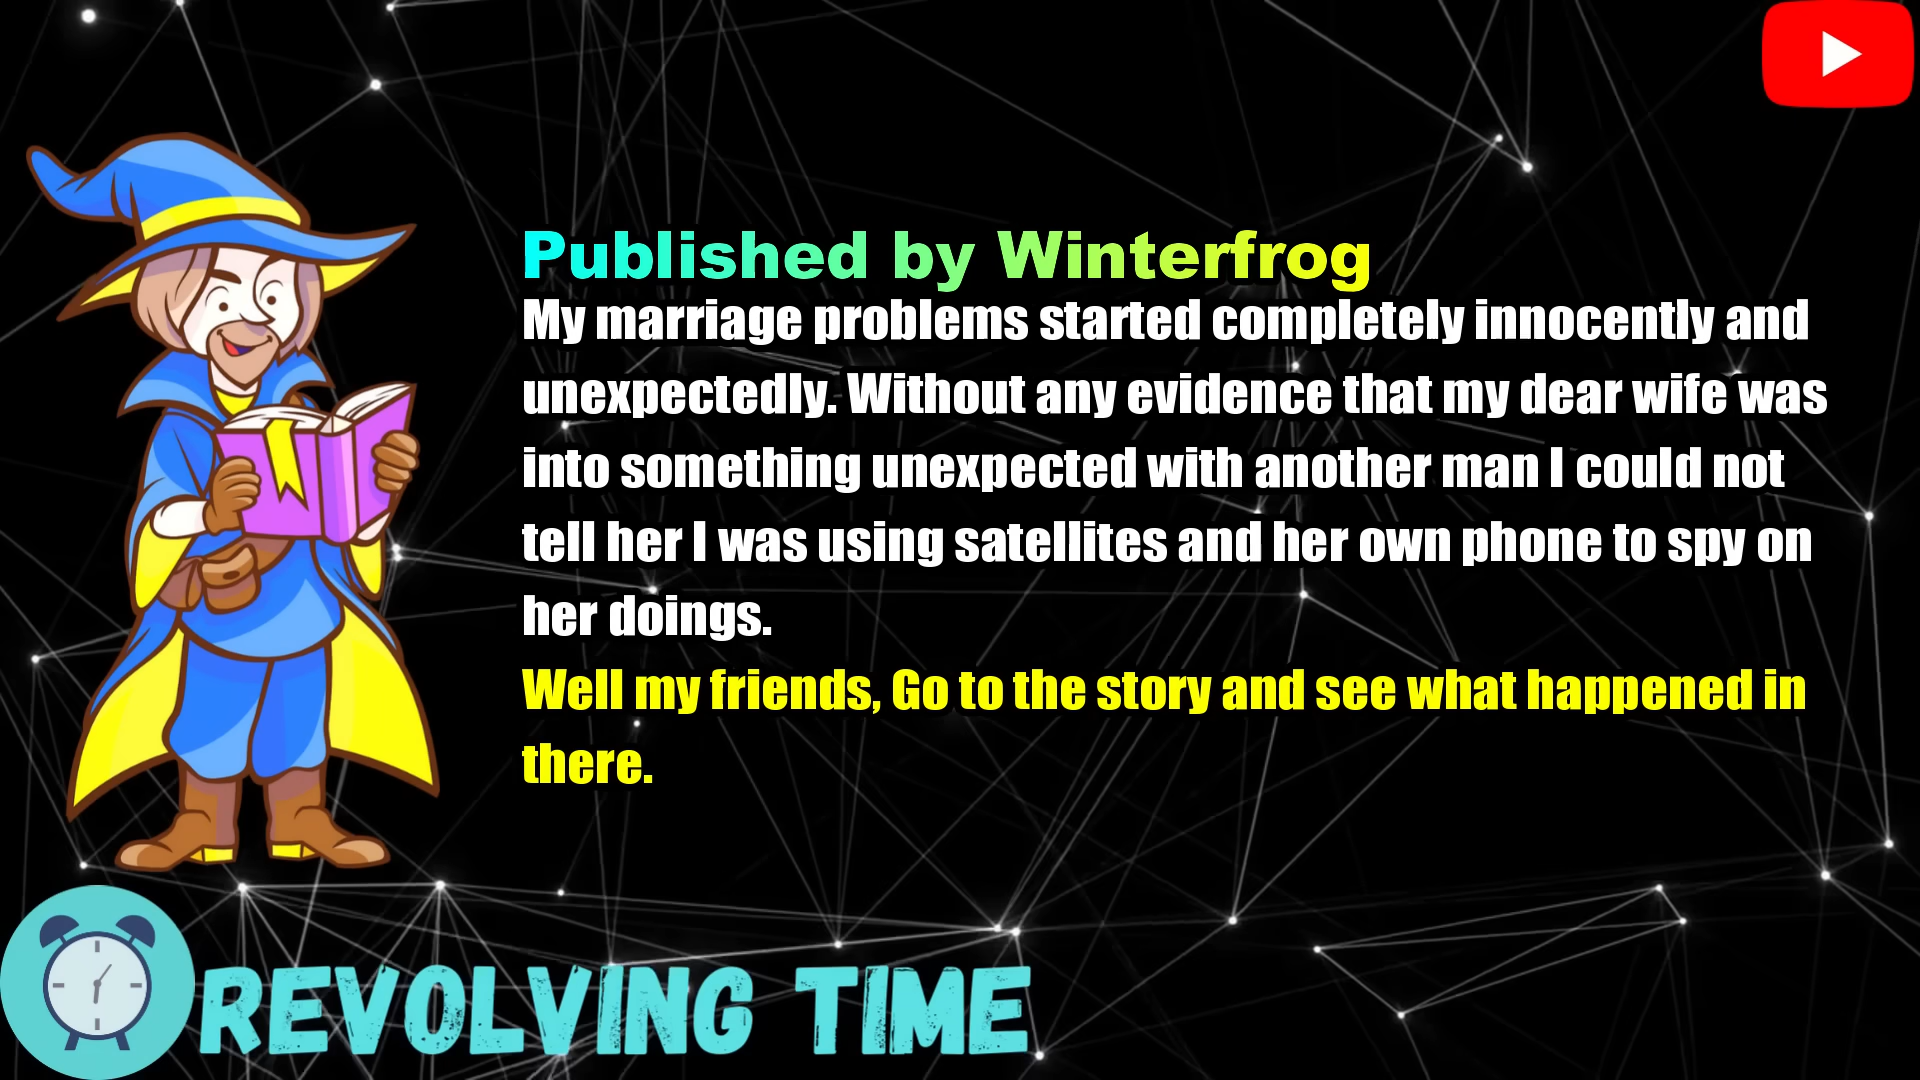 Published by Winterfrog
My marriage problems started completely innocently and
unexpectedly. Without any evidence that my dear wife was
into something unexpected with another man I could not
tell her I was using satellites and her own phone to spy on
her doings.
Well my friends, Go to the story and see what happened in
there.
REVOLVING TIME